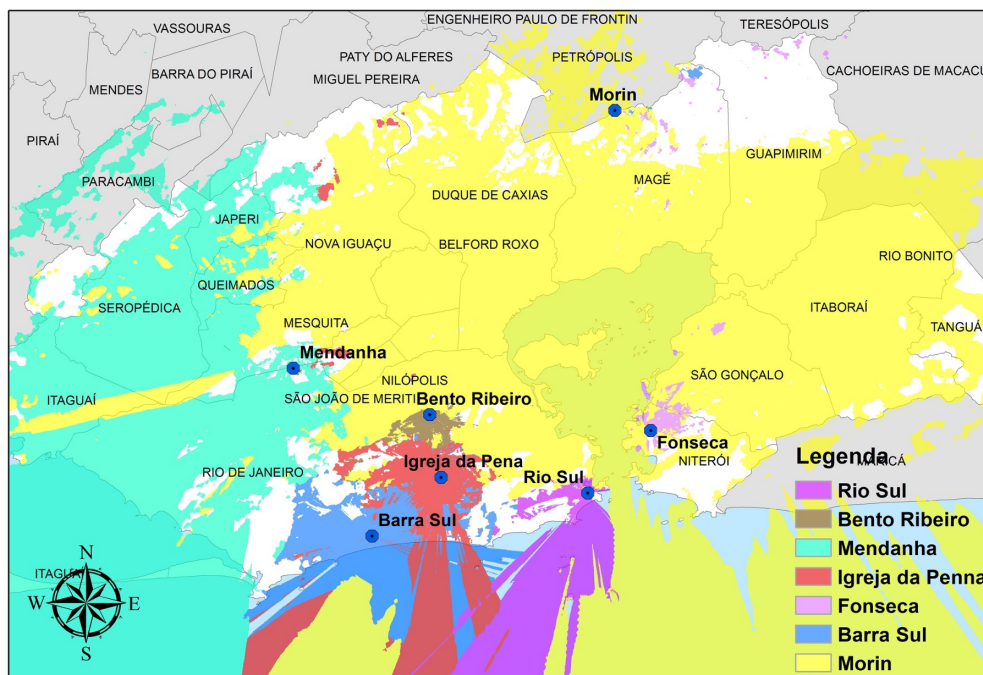 ENGENHEIRO PAULO DE FRONTIN
TERESÓPOLIS
VASSOURAS
PATY DO ALFERES
PETRÓPOLIS
BARRA DO PIRAÍ
MIGUEL PEREIRA
CACHOEIRAS DE MACACU
MENDES
Morin
PIRAÍ
GUAPIMIRIM
PARACAMBI
MAGÉ
DUQUE DE CAXIAS
JAPERI
NOVA IGUAÇU
BELFORD ROXO
RIO BONITO
QUEIMADOS
SEROPÉDICA
ITABORAÍ
MESQUITA
TANGUÁ
Mendanha
SÃO GONÇALO
NILÓPOLIS
ITAGUAÍ
SÃO JOÃO DE MERITI
Bento Ribeiro
Fonseca
NITERÓI
Legenda
MARICÁ
Igreja da Pena
RIO DE JANEIRO
Rio Sul
Barra Sul
Rio Sul
Bento Ribeiro
Mendanha
Igreja da Penna
Fonseca
Barra Sul
Morin
ITAGUAÍ
N
W
E
S